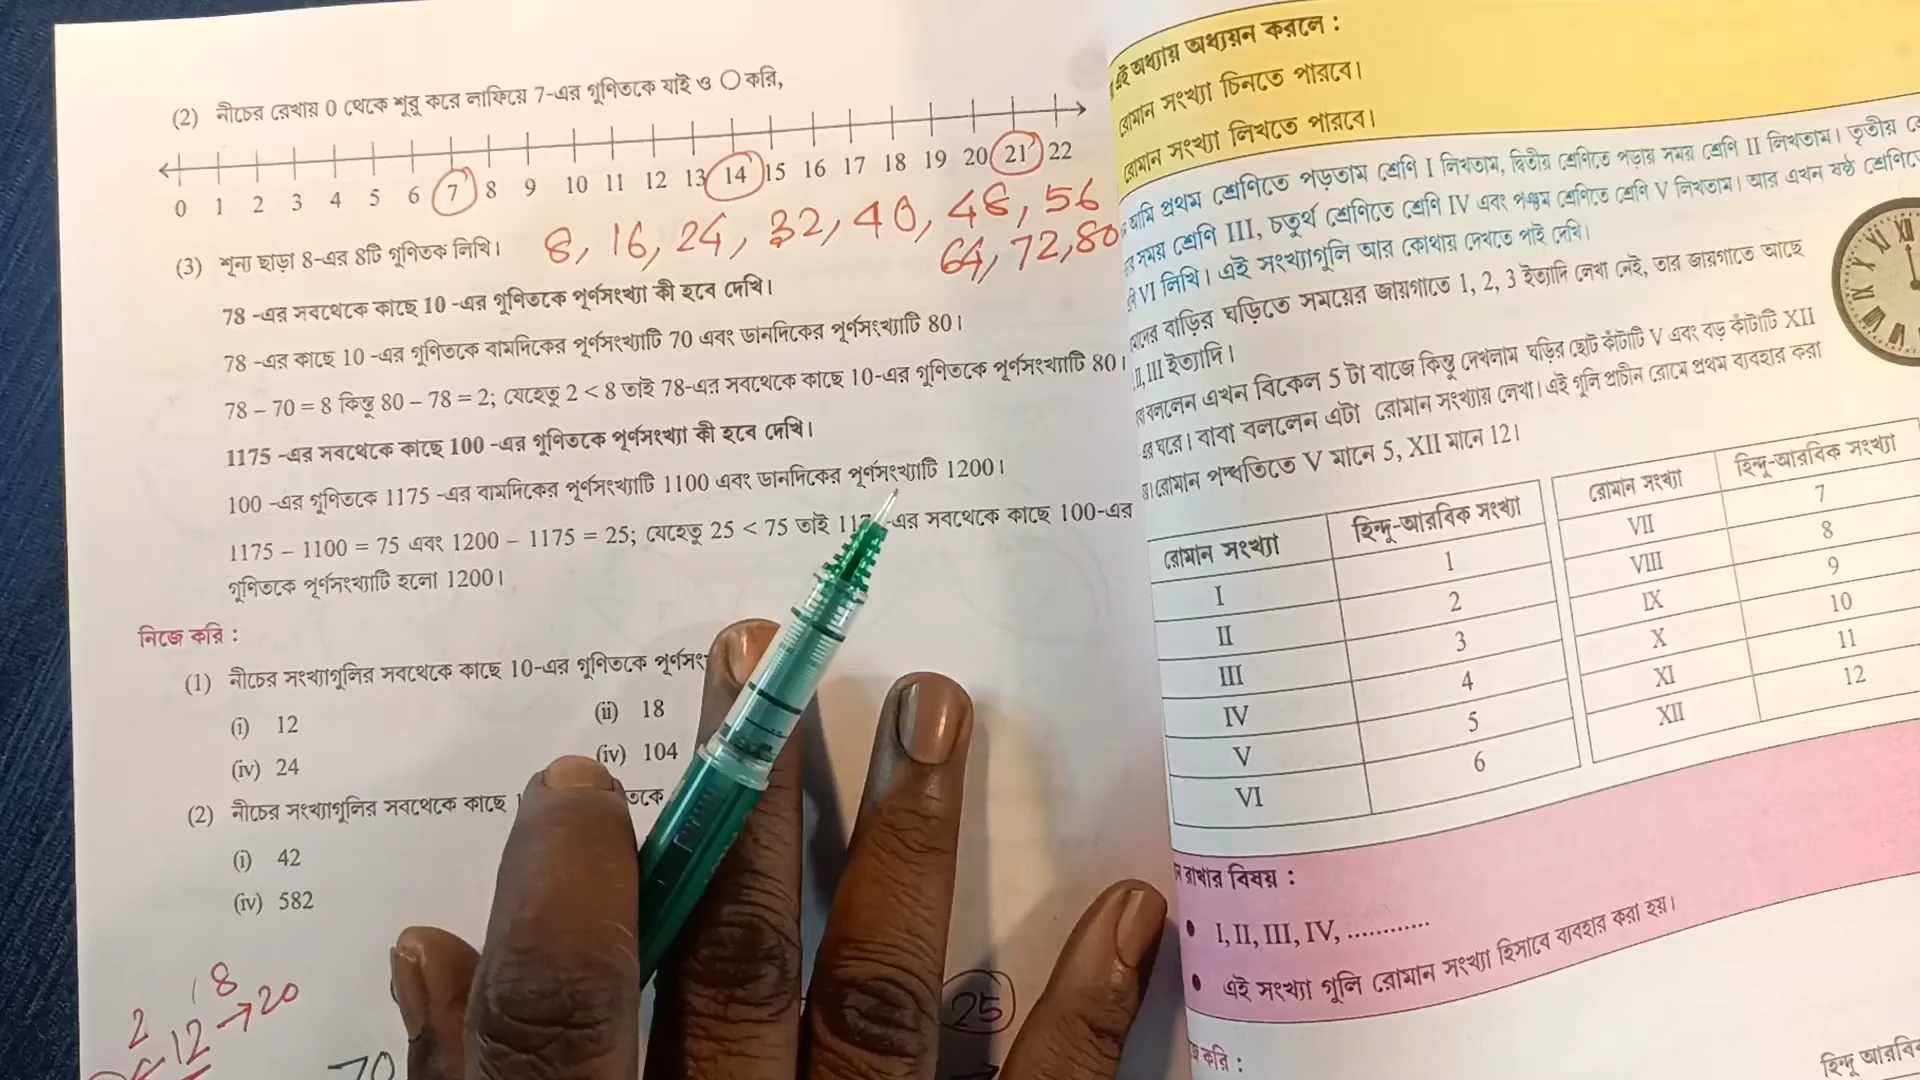 (2) নীচের রেখায় 0 থেকে শুরু করে লাফিয়ে 7-এর গুণিতকে যাই ও ○ করি,
0 1 2 3 4 5 6 7 8 9 10 11 12 13 14 15 16 17 18 19 20 21 22
(3) শূন্য ছাড়া 8-এর 8টি গুণিতক লিখি। 8, 16, 24, 32, 40, 48, 56
64, 72, 80
78 -এর সবথেকে কাছে 10 -এর গুণিতকে পূর্ণসংখ্যা কী হবে দেখি।
78 -এর কাছে 10 -এর গুণিতকে বামদিকের পূর্ণসংখ্যাটি 70 এবং ডানদিকের পূর্ণসংখ্যাটি 80।
78 – 70 = 8 কিন্তু 80 – 78 = 2; যেহেতু 2 < 8 তাই 78-এর সবথেকে কাছে 10-এর গুণিতকে পূর্ণসংখ্যাটি 80।
1175 -এর সবথেকে কাছে 100 -এর গুণিতকে পূর্ণসংখ্যা কী হবে দেখি।
100 -এর গুণিতকে 1175 -এর বামদিকের পূর্ণসংখ্যাটি 1100 এবং ডানদিকের পূর্ণসংখ্যাটি 1200।
1175 – 1100 = 75 এবং 1200 – 1175 = 25; যেহেতু 25 < 75 তাই -এর সবথেকে কাছে 100-এর
গুণিতকে পূর্ণসংখ্যাটি হলো 1200।
নিজে করি :
(1) নীচের সংখ্যাগুলির সবথেকে কাছে 10-এর গুণিতকে
(i) 12 (ii) 18
(iv) 24 (iv) 104
(2) নীচের সংখ্যাগুলির সবথেকে কাছে
(i) 42
(iv) 582
18
2 12 → 20
70
25
এই অধ্যায় অধ্যয়ন করলে :
রোমান সংখ্যা চিনতে পারবে।
রোমান সংখ্যা লিখতে পারবে।
আমি প্রথম শ্রেণিতে পড়তাম শ্রেণি I লিখতাম, দ্বিতীয় শ্রেণিতে পড়ার সময় শ্রেণি II লিখতাম। তৃতীয়
সময় শ্রেণি III, চতুর্থ শ্রেণিতে শ্রেণি IV এবং পঞ্চম শ্রেণিতে শ্রেণি V লিখতাম। আর এখন ষষ্ঠ
VI লিখি। এই সংখ্যাগুলি আর কোথায় দেখতে পাই দেখি।
বাড়ির ঘড়িতে সময়ের জায়গাতে 1, 2, 3 ইত্যাদি লেখা নেই, তার জায়গাতে আছে
II, III ইত্যাদি।
বললেন এখন বিকেল 5 টা বাজে কিন্তু দেখলাম ঘড়ির ছোট কাঁটাটি V এবং বড় কাঁটাটি XII
ঘরে। বাবা বললেন এটা রোমান সংখ্যায় লেখা। এই গুলি প্রাচীন রোমে প্রথম ব্যবহার করা
রোমান পদ্ধতিতে V মানে 5, XII মানে 12।
রোমান সংখ্যা হিন্দু-আরবিক সংখ্যা
I 1
II 2
III 3
IV 4
V 5
VI 6
রোমান সংখ্যা হিন্দু-আরবিক সংখ্যা
VII 7
VIII 8
IX 9
X 10
XI 11
XII 12
রাখার বিষয় :
• I, II, III, IV, ............
• এই সংখ্যা গুলি রোমান সংখ্যা হিসাবে ব্যবহার করা হয়।
করি :
হিন্দু